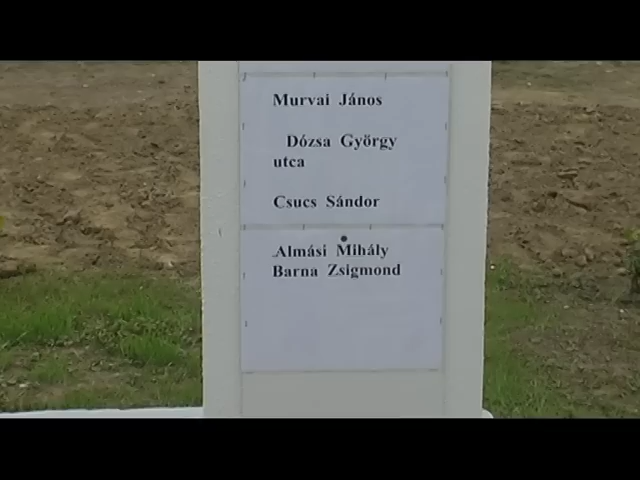 Murvai János
Dózsa György
utca
Csucs Sándor
Almási Mihály
Barna Zsigmond